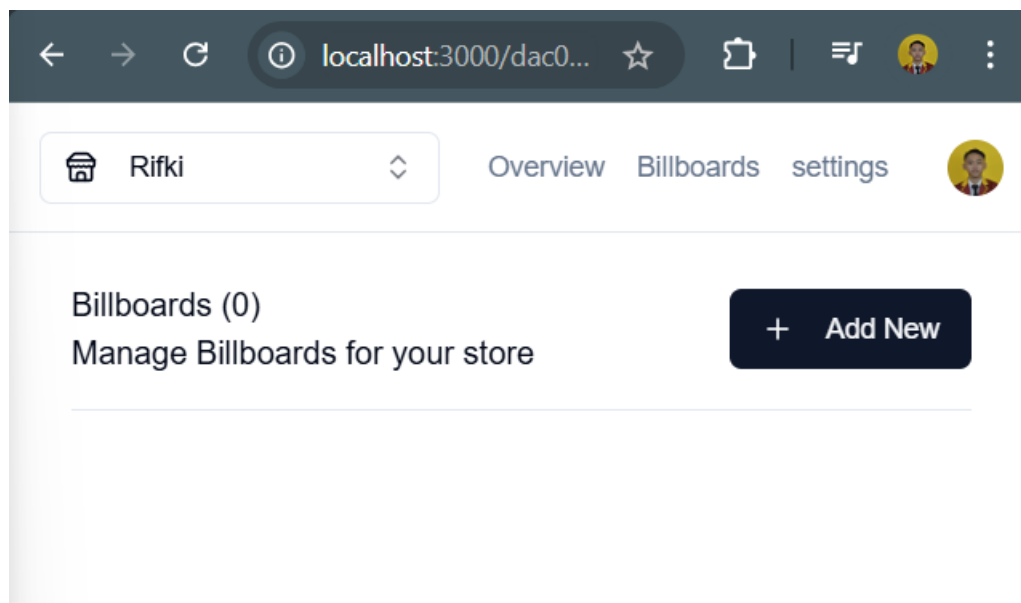 localhost:3000/dac0...
Rifki Overview Billboards settings
Billboards (0)
Manage Billboards for your store
+ Add New